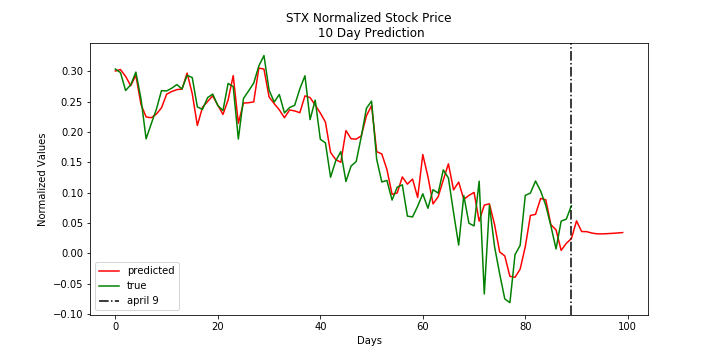 STX Normalized Stock Price
10 Day Prediction
Normalized Values
0.30
0.25
0.20
0.15
0.10
0.05
0.00
−0.05
−0.10
predicted
true
april 9
0 20 40 60 80 100
Days